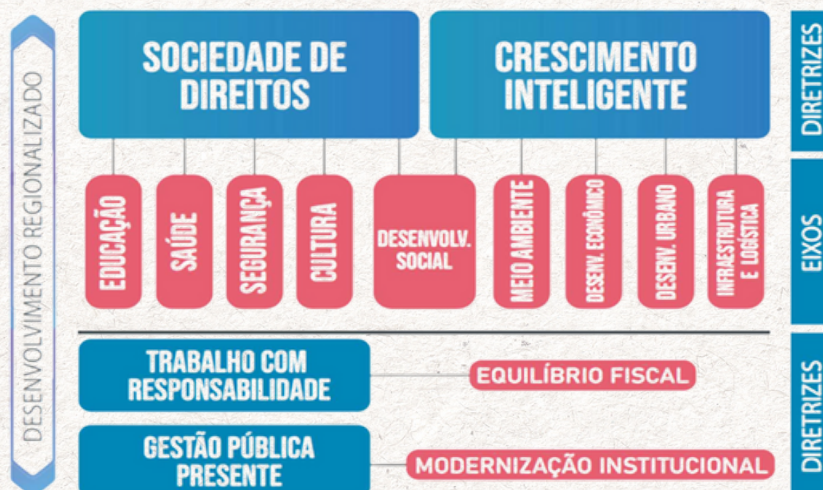 DESENVOLVIMENTO REGIONALIZADO
SOCIEDADE DE
DIREITOS
CRESCIMENTO
INTELIGENTE
DIRETRIZES
EDUCAÇÃO
SAÚDE
SEGURANÇA
CULTURA
DESENVOLV.
SOCIAL
MEIO AMBIENTE
DESENV. ECONÔMICO
DESENV. URBANO
INFRAESTRUTURA
E LOGÍSTICA
EIXOS
TRABALHO COM
RESPONSABILIDADE
EQUILÍBRIO FISCAL
GESTÃO PÚBLICA
PRESENTE
MODERNIZAÇÃO INSTITUCIONAL
DIRETRIZES